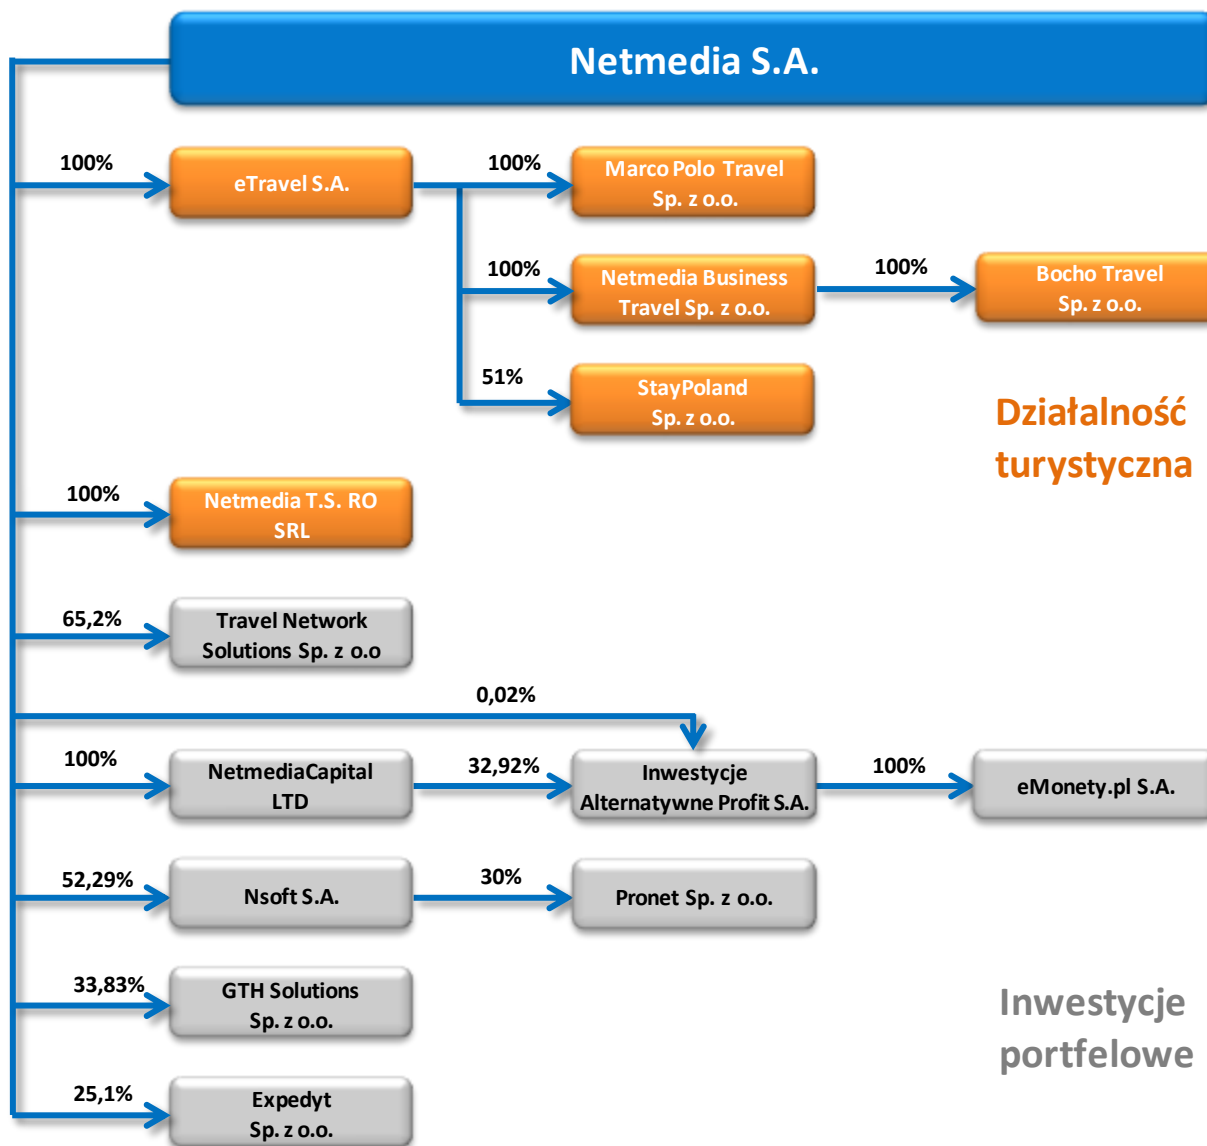 Netmedia S.A.
100%
eTravel S.A.
100%
Marco Polo Travel
Sp. z o.o.
100%
Netmedia Business
Travel Sp. z o.o.
100%
Bocho Travel
Sp. z o.o.
51%
StayPoland
Sp. z o.o.
Działalność
turystyczna
100%
Netmedia T.S. RO
SRL
65,2%
Travel Network
Solutions Sp. z o.o
0,02%
100%
NetmediaCapital
LTD
32,92%
Inwestycje
Alternatywne Profit S.A.
100%
eMonety.pl S.A.
52,29%
Nsoft S.A.
30%
Pronet Sp. z o.o.
33,83%
GTH Solutions
Sp. z o.o.
Inwestycje
portfelowe
25,1%
Expedyt
Sp. z o.o.